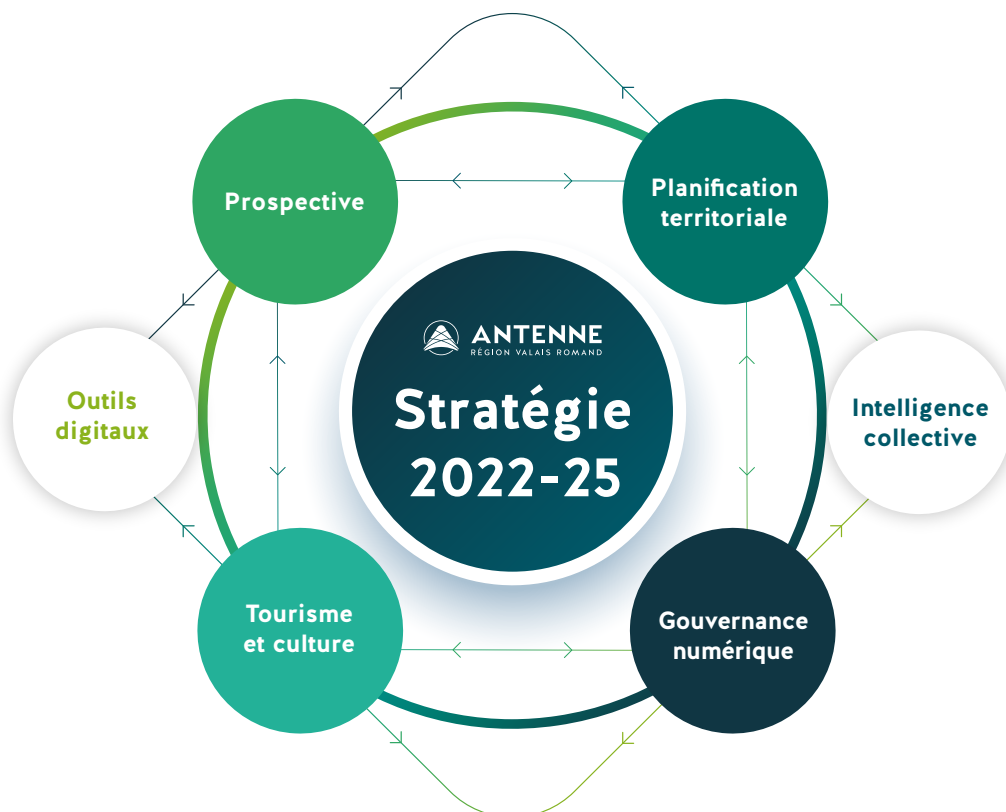 Prospective
Planification
territoriale
ANTENNE
RÉGION VALAIS ROMAND
Stratégie
2022-25
Outils
digitaux
Intelligence
collective
Tourisme
et culture
Gouvernance
numérique